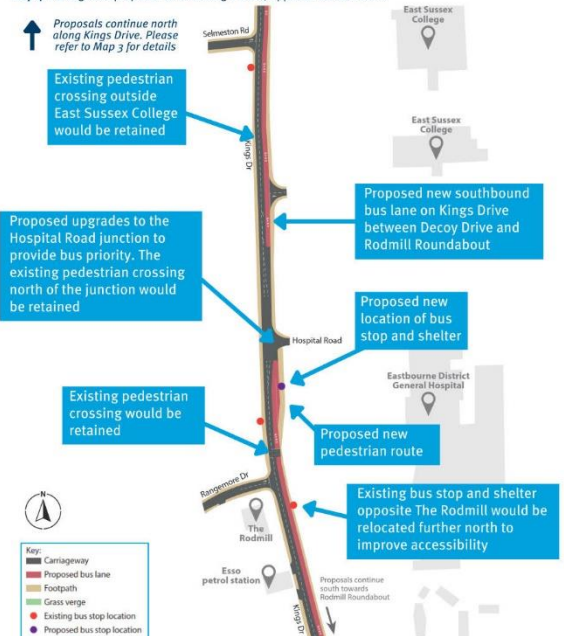 Proposals continue north
along Kings Drive. Please
refer to Map 3 for details
Selmeston Rd
East Sussex
College
Existing pedestrian
crossing outside
East Sussex College
would be retained
Kings Dr
East Sussex
College
Proposed new southbound
bus lane on Kings Drive
between Decoy Drive and
Rodmill Roundabout
Proposed upgrades to the
Hospital Road junction to
provide bus priority. The
existing pedestrian crossing
north of the junction would
be retained
Proposed new
location of bus
stop and shelter
Hospital Road
Eastbourne District
General Hospital
Existing pedestrian
crossing would be
retained
Proposed new
pedestrian route
Rangemore Dr
Existing bus stop and shelter
opposite The Rodmill would be
relocated further north to
improve accessibility
N
The
Rodmill
Esso
petrol station
Proposals continue
south towards
Rodmill Roundabout
Kings Dr
Key:
Carriageway
Proposed bus lane
Footpath
Grass verge
Existing bus stop location
Proposed bus stop location